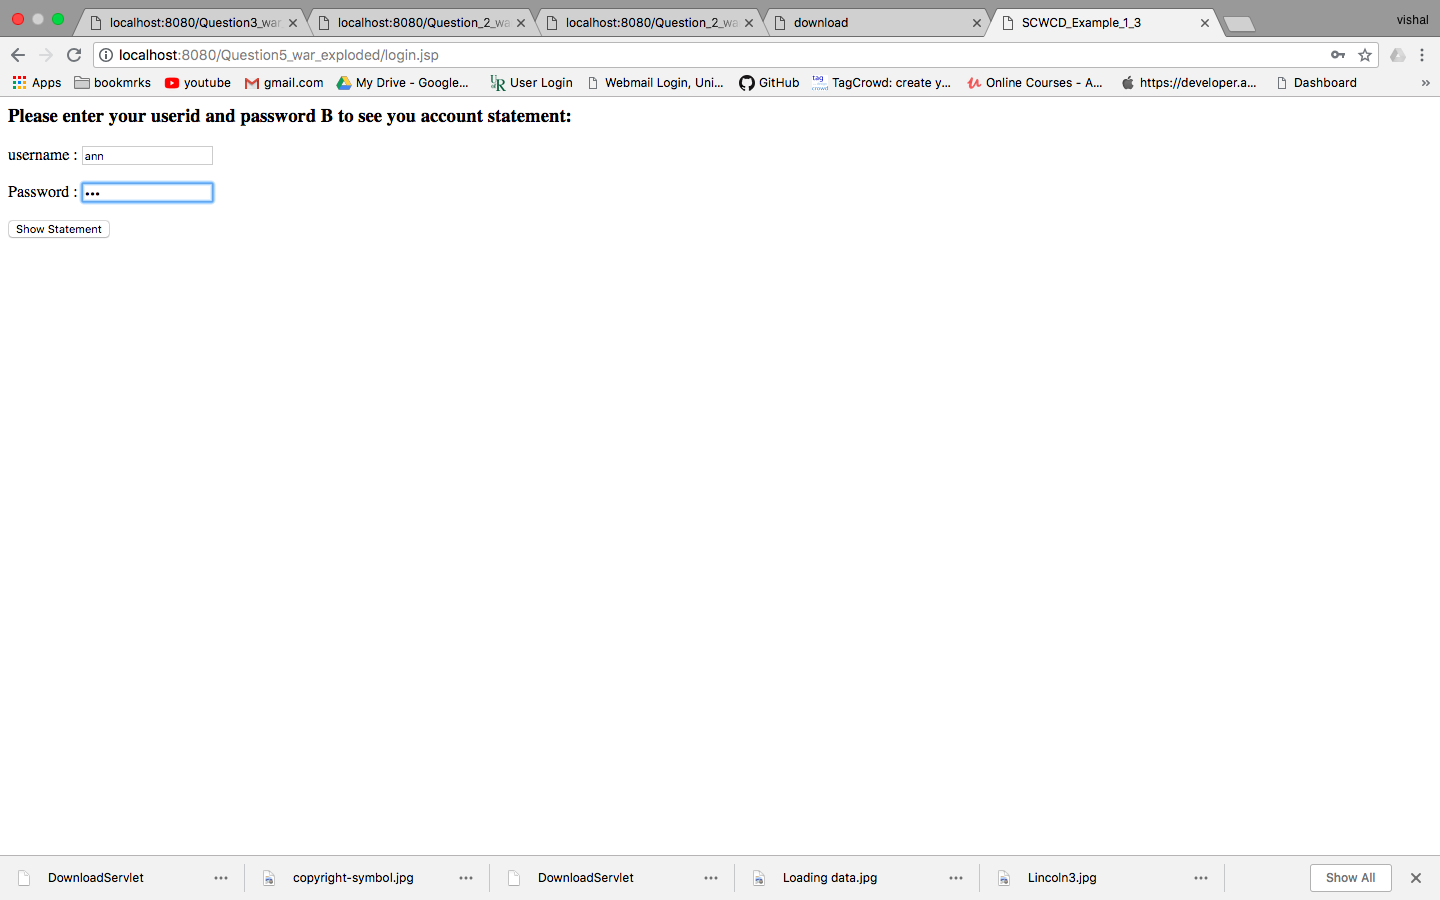 localhost:8080/Question3_war
localhost:8080/Question_2_wa
localhost:8080/Question_2_wa
download
SCWCD_Example_1_3
vishal
localhost:8080/Question5_war_exploded/login.jsp
Apps
bookmrks
youtube
gmail.com
My Drive - Google...
User Login
Webmail Login, Uni...
GitHub
tag crowd
TagCrowd: create y...
Online Courses - A...
https://developer.a...
Dashboard
»
Please enter your userid and password B to see you account statement:
username : ann
Password : •••
Show Statement
DownloadServlet
copyright-symbol.jpg
DownloadServlet
Loading data.jpg
Lincoln3.jpg
Show All